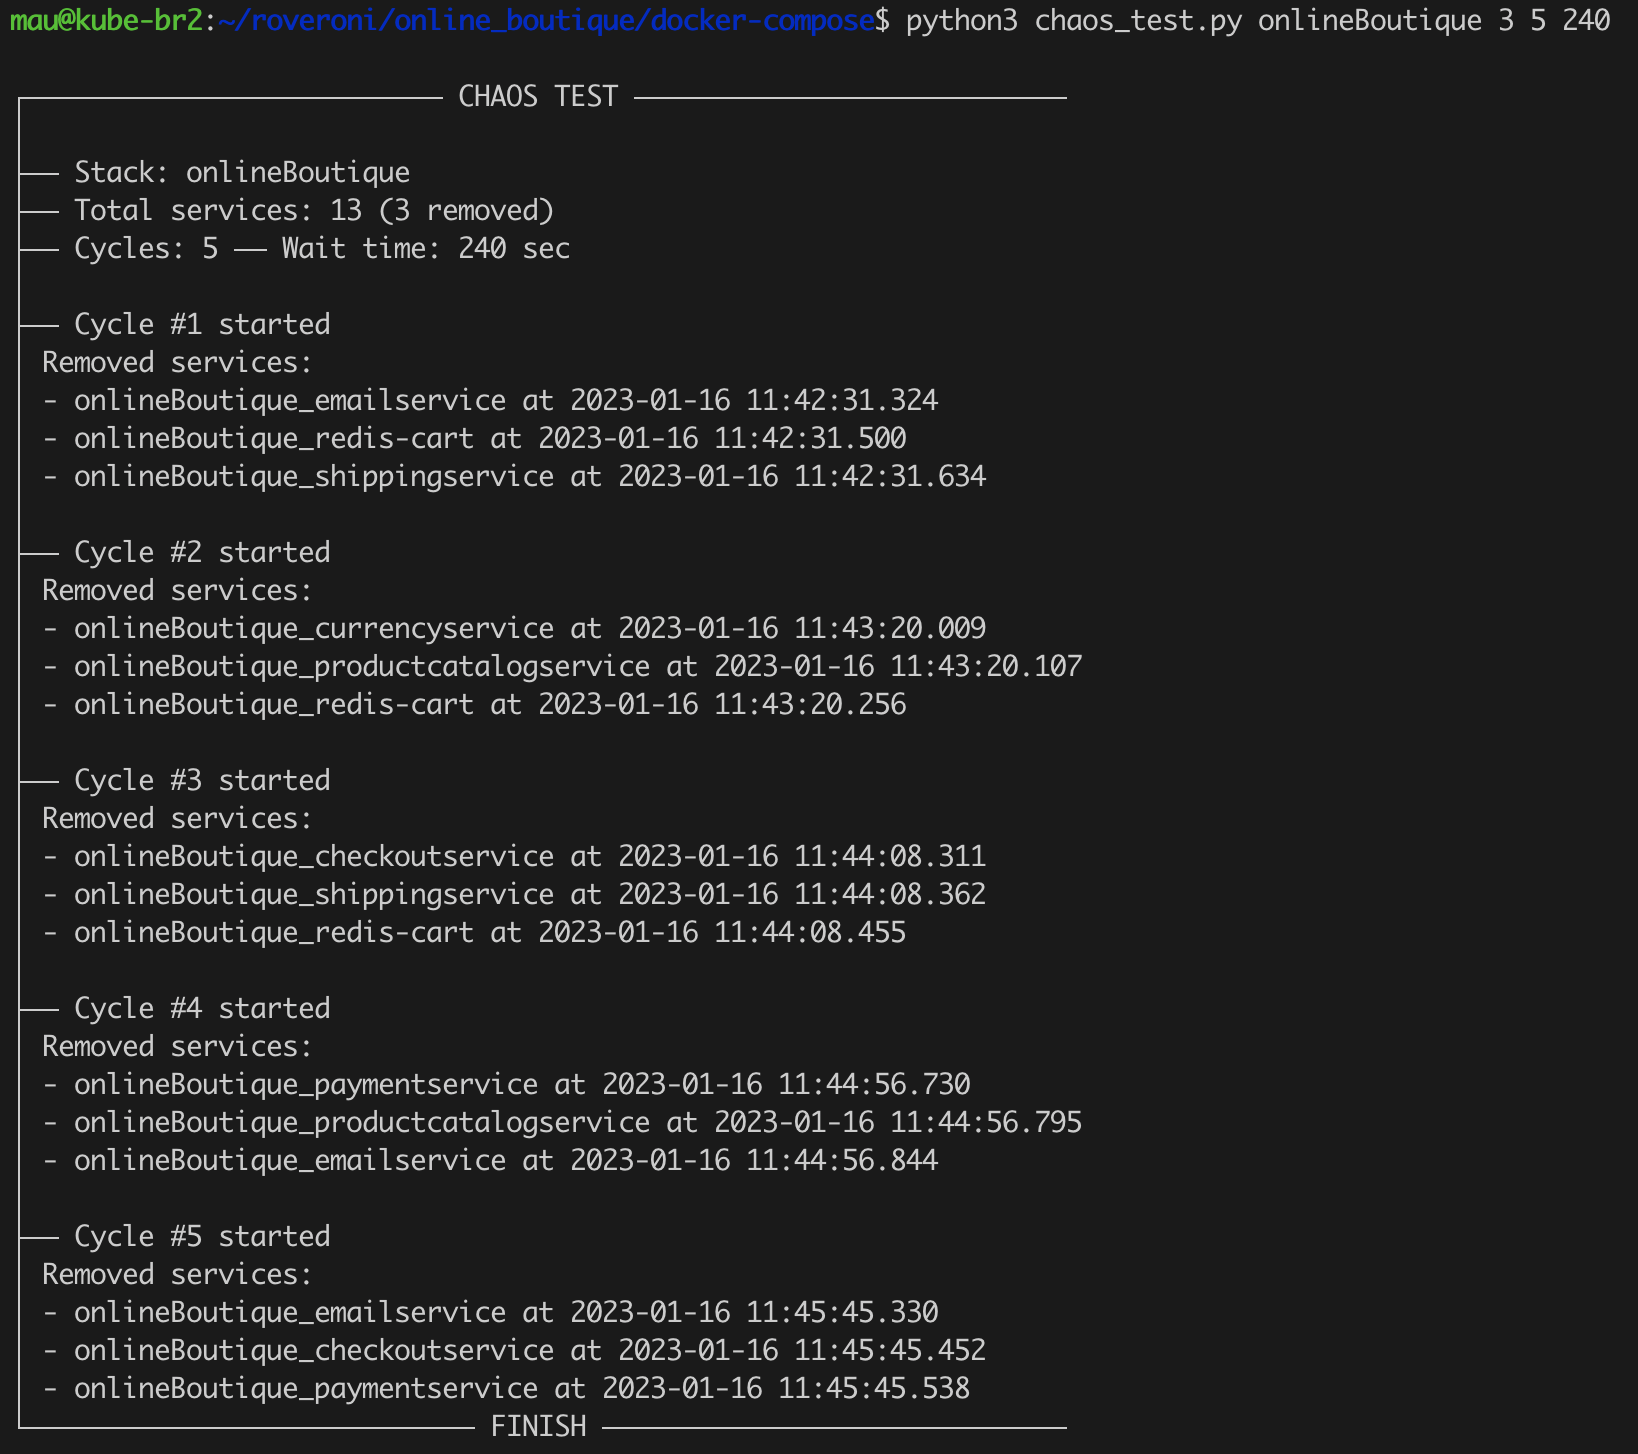 mau@kube-br2:~/roveroni/online_boutique/docker-compose$ python3 chaos_test.py onlineBoutique 3 5 240
CHAOS TEST
Stack: onlineBoutique
Total services: 13 (3 removed)
Cycles: 5 —— Wait time: 240 sec
Cycle #1 started
Removed services:
- onlineBoutique_emailservice at 2023-01-16 11:42:31.324
- onlineBoutique_redis-cart at 2023-01-16 11:42:31.500
- onlineBoutique_shippingservice at 2023-01-16 11:42:31.634
Cycle #2 started
Removed services:
- onlineBoutique_currencyservice at 2023-01-16 11:43:20.009
- onlineBoutique_productcatalogservice at 2023-01-16 11:43:20.107
- onlineBoutique_redis-cart at 2023-01-16 11:43:20.256
Cycle #3 started
Removed services:
- onlineBoutique_checkoutservice at 2023-01-16 11:44:08.311
- onlineBoutique_shippingservice at 2023-01-16 11:44:08.362
- onlineBoutique_redis-cart at 2023-01-16 11:44:08.455
Cycle #4 started
Removed services:
- onlineBoutique_paymentservice at 2023-01-16 11:44:56.730
- onlineBoutique_productcatalogservice at 2023-01-16 11:44:56.795
- onlineBoutique_emailservice at 2023-01-16 11:44:56.844
Cycle #5 started
Removed services:
- onlineBoutique_emailservice at 2023-01-16 11:45:45.330
- onlineBoutique_checkoutservice at 2023-01-16 11:45:45.452
- onlineBoutique_paymentservice at 2023-01-16 11:45:45.538
FINISH